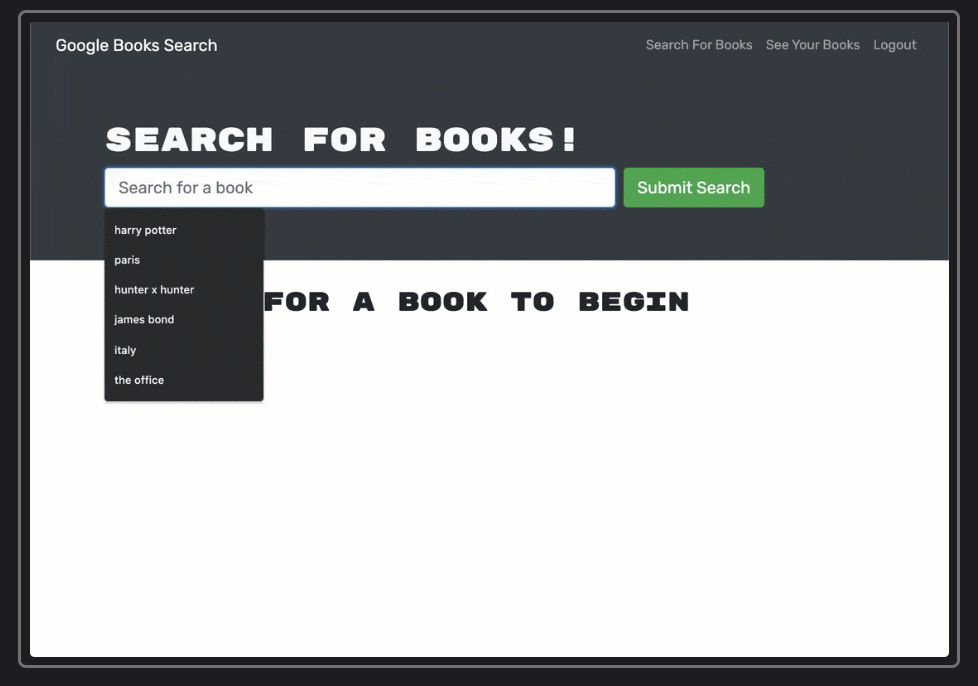 Google Books Search
Search For Books See Your Books Logout
SEARCH FOR BOOKS!
Search for a book
Submit Search
harry potter
paris
hunter x hunter
james bond
italy
the office
FOR A BOOK TO BEGIN